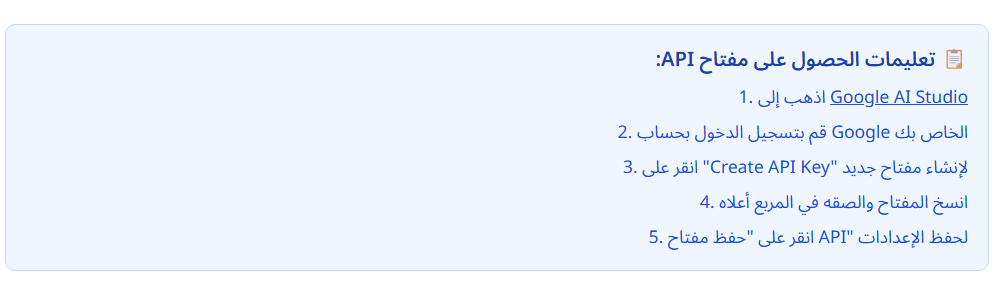 📋 تعليمات الحصول على مفتاح API:
1. اذهب إلى Google AI Studio
2. قم بتسجيل الدخول بحساب Google الخاص بك
3. انقر على "Create API Key" لإنشاء مفتاح جديد
4. انسخ المفتاح والصقه في المربع أعلاه
5. انقر على "حفظ مفتاح API" لحفظ الإعدادات